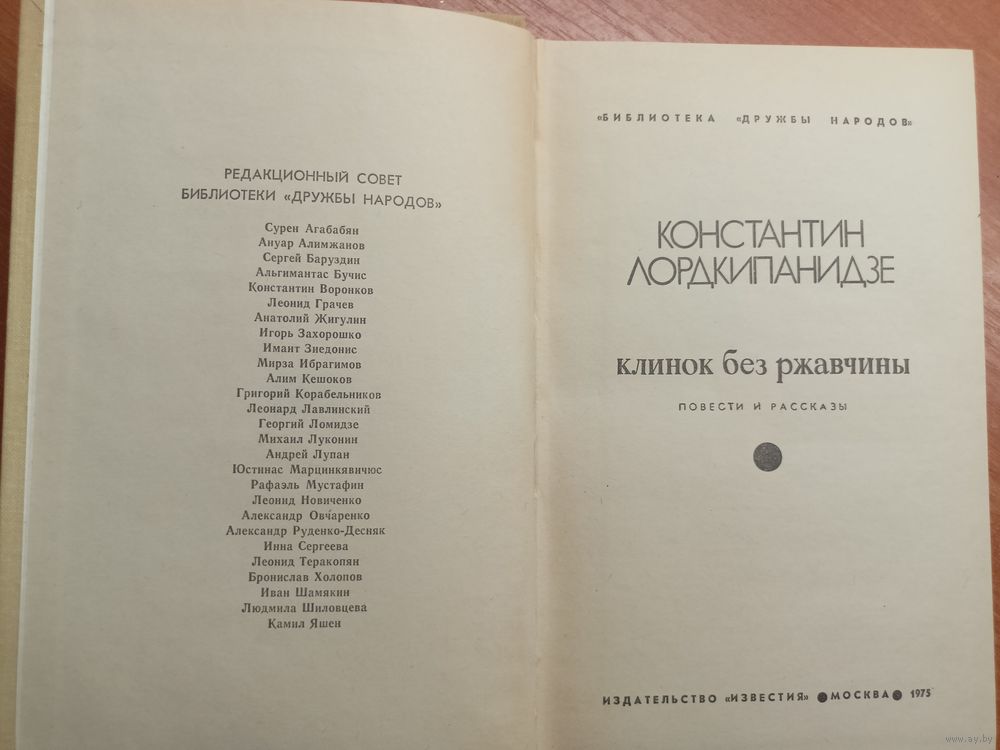 РЕДАКЦИОННЫЙ СОВЕТ
БИБЛИОТЕКИ «ДРУЖБЫ НАРОДОВ»
Сурен Агабабян
Ануар Алимжанов
Сергей Баруздин
Альгимантас Бучис
Константин Воронков
Леонид Грачев
Анатолий Жигулин
Игорь Захорошко
Имант Зиедонис
Мирза Ибрагимов
Алим Кешоков
Григорий Корабельников
Леонард Лавлинский
Георгий Ломидзе
Михаил Луконин
Андрей Лупан
Юстинас Марцинкявичюс
Рафаэль Мустафин
Леонид Новиченко
Александр Овчаренко
Александр Руденко-Десняк
Инна Сергеева
Леонид Теракопян
Бронислав Холопов
Иван Шамякин
Людмила Шиловцева
Камил Яшен
«БИБЛИОТЕКА «ДРУЖБЫ НАРОДОВ»
КОНСТАНТИН
ЛОРДКИПАНИДЗЕ
клинок без ржавчины
ПОВЕСТИ И РАССКАЗЫ
ИЗДАТЕЛЬСТВО «ИЗВЕСТИЯ» ● МОСКВА ● 1975
www.ay.by